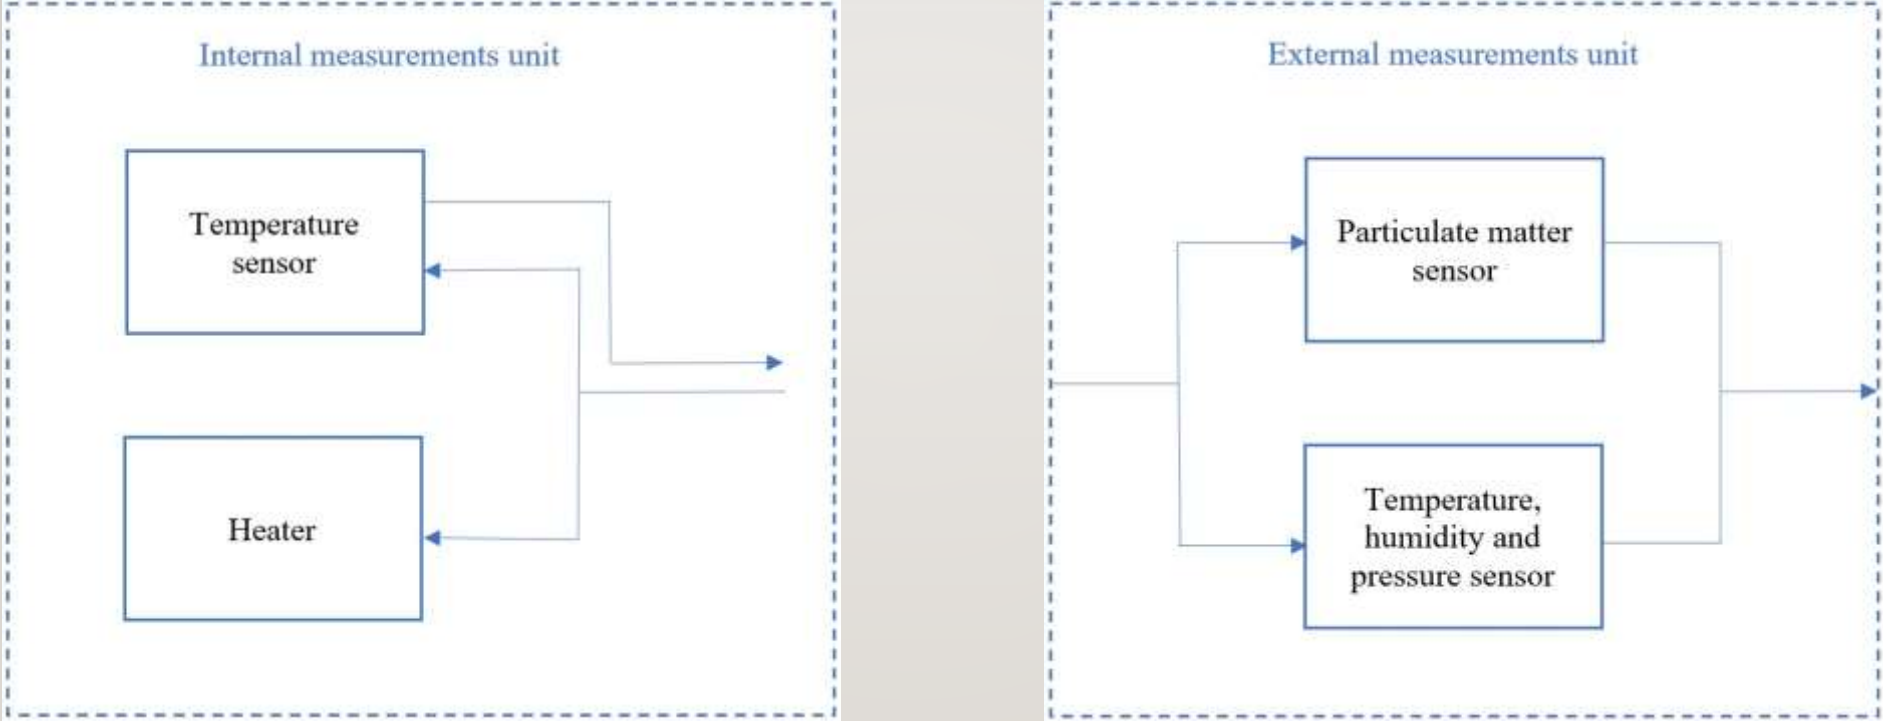 Internal measurements unit
Temperature
sensor
Heater
External measurements unit
Particulate matter
sensor
Temperature,
humidity and
pressure sensor